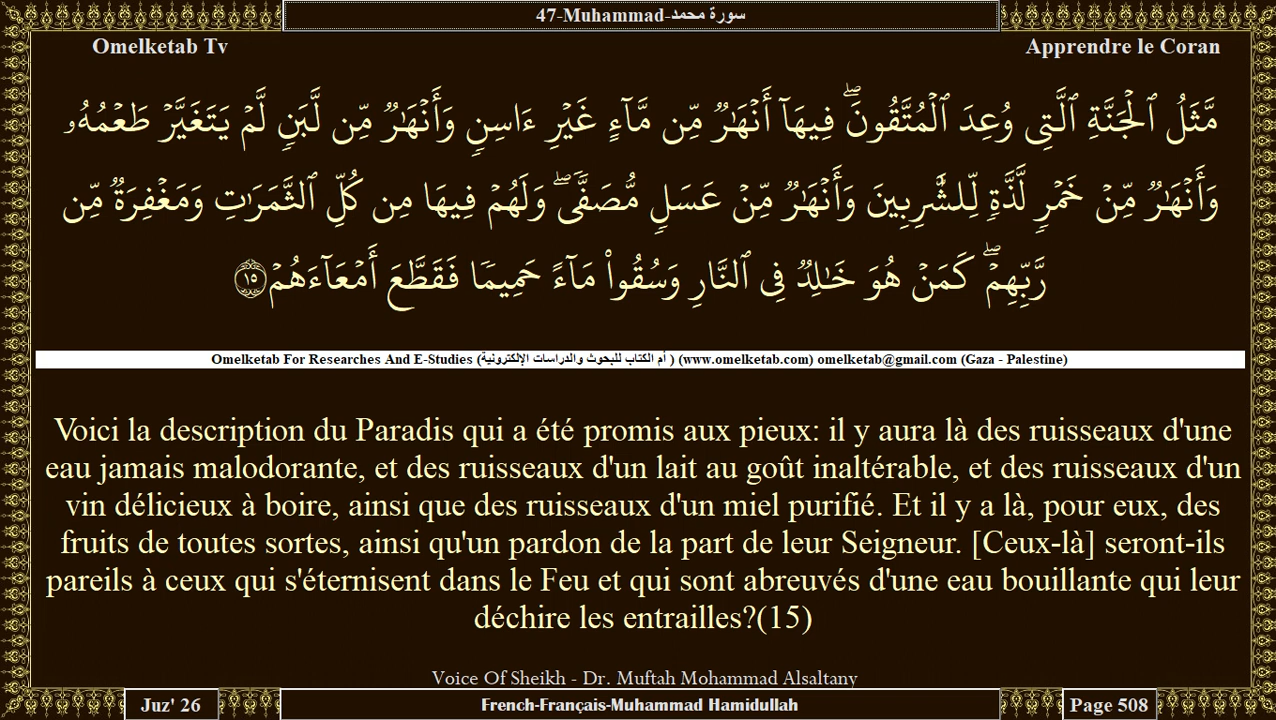 47-Muhammad-سورة محمد
Omelketab Tv
Apprendre le Coran
مَّثَلُ ٱلْجَنَّةِ ٱلَّتِى وُعِدَ ٱلْمُتَّقُونَ ۖ فِيهَآ أَنْهَـٰرٌ مِّن مَّآءٍ غَيْرِ ءَاسِنٍ وَأَنْهَـٰرٌ مِّن لَّبَنٍ لَّمْ يَتَغَيَّرْ طَعْمُهُۥ
وَأَنْهَـٰرٌ مِّنْ خَمْرٍ لَّذَّةٍ لِّلشَّـٰرِبِينَ وَأَنْهَـٰرٌ مِّنْ عَسَلٍ مُّصَفًّى ۖ وَلَهُمْ فِيهَا مِن كُلِّ ٱلثَّمَرَٰتِ وَمَغْفِرَةٌ مِّن
رَّبِّهِمْ ۖ كَمَنْ هُوَ خَـٰلِدٌ فِى ٱلنَّارِ وَسُقُوا۟ مَآءً حَمِيمًا فَقَطَّعَ أَمْعَآءَهُمْ ١٥
Omelketab For Researches And E-Studies (أم الكتاب للبحوث والدراسات الإلكترونية ) (www.omelketab.com) omelketab@gmail.com (Gaza - Palestine)
Voici la description du Paradis qui a été promis aux pieux: il y aura là des ruisseaux d'une
eau jamais malodorante, et des ruisseaux d'un lait au goût inaltérable, et des ruisseaux d'un
vin délicieux à boire, ainsi que des ruisseaux d'un miel purifié. Et il y a là, pour eux, des
fruits de toutes sortes, ainsi qu'un pardon de la part de leur Seigneur. [Ceux-là] seront-ils
pareils à ceux qui s'éternisent dans le Feu et qui sont abreuvés d'une eau bouillante qui leur
déchire les entrailles?(15)
Voice Of Sheikh - Dr. Muftah Mohammad Alsaltany
Juz' 26
French-Français-Muhammad Hamidullah
Page 508